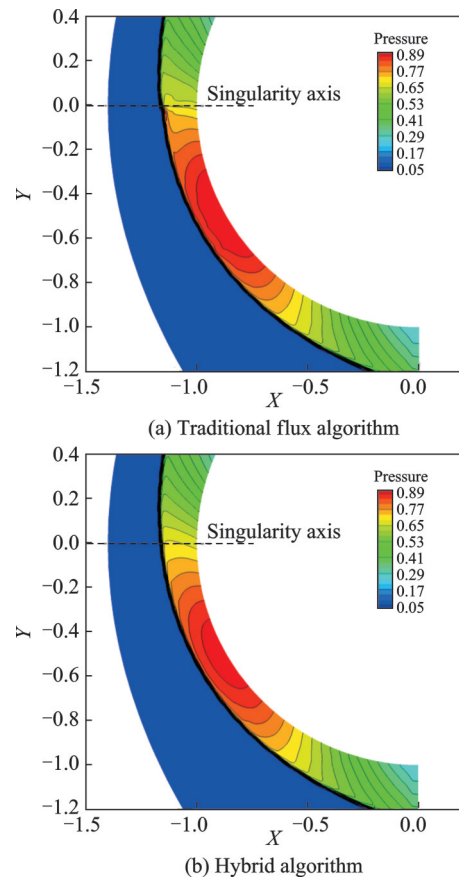 0.4
0.2
0.0
−0.2
−0.4
−0.6
−0.8
−1.0
−1.2
Y
Pressure
0.89
0.77
0.65
0.53
0.41
0.29
0.17
0.05
Singularity axis
−1.5 −1.0 −0.5 0.0
X
(a) Traditional flux algorithm
0.4
0.2
0.0
−0.2
−0.4
−0.6
−0.8
−1.0
−1.2
Y
Pressure
0.89
0.77
0.65
0.53
0.41
0.29
0.17
0.05
Singularity axis
−1.5 −1.0 −0.5 0.0
X
(b) Hybrid algorithm